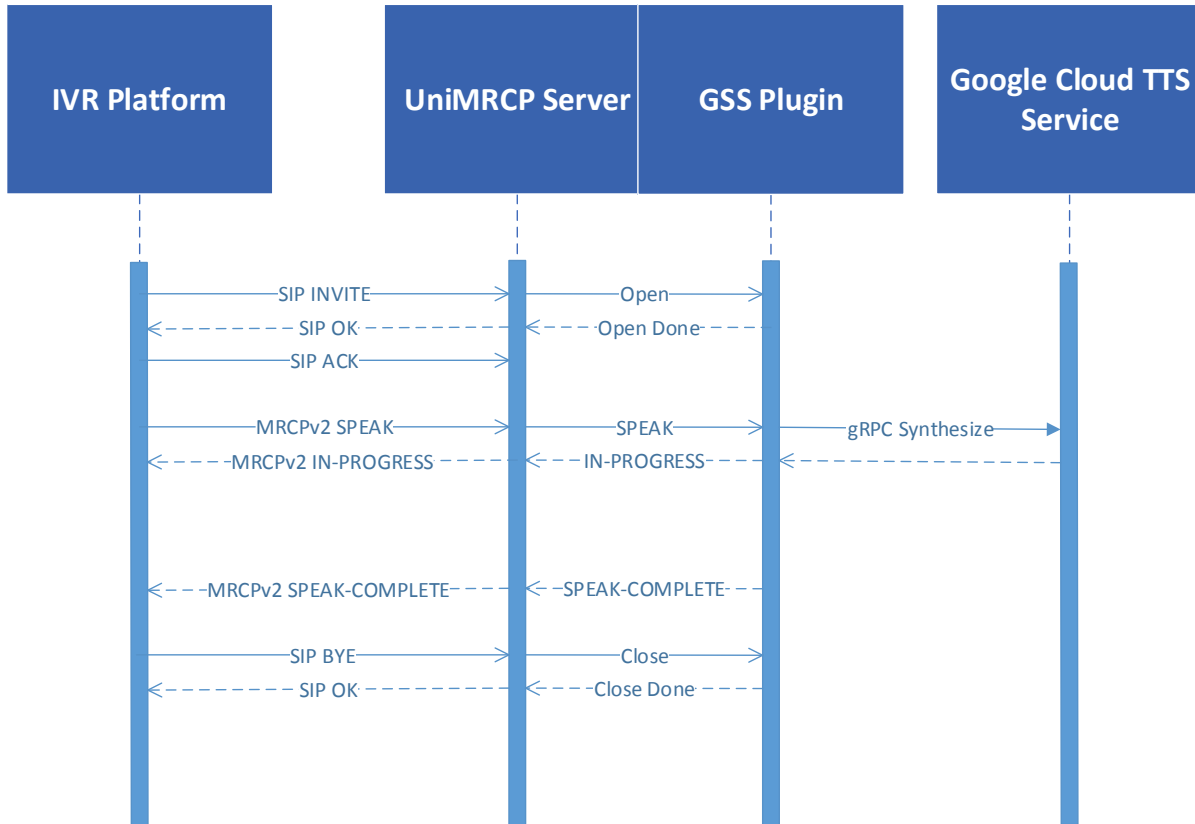 IVR Platform
UniMRCP Server
GSS Plugin
Google Cloud TTS
Service
SIP INVITE
Open
SIP OK
Open Done
SIP ACK
MRCPv2 SPEAK
SPEAK
gRPC Synthesize
MRCPv2 IN-PROGRESS
IN-PROGRESS
MRCPv2 SPEAK-COMPLETE
SPEAK-COMPLETE
SIP BYE
Close
SIP OK
Close Done